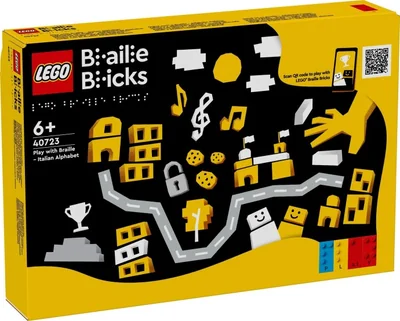 LEGO
Braille
Bricks
6+
40723
Play with Braille
– Italian Alphabet
Scan QR code to play with
LEGO® Braille Bricks